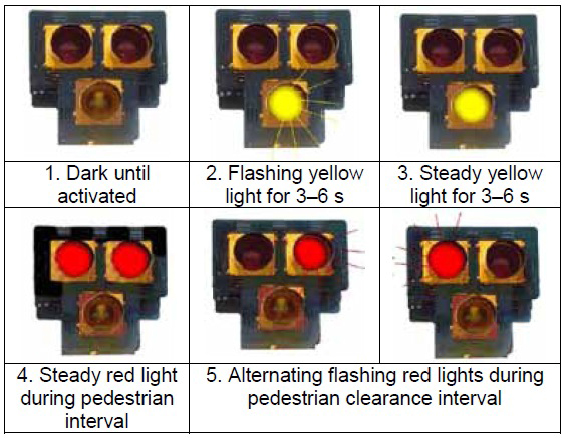 1. Dark until
activated
2. Flashing yellow
light for 3–6 s
3. Steady yellow
light for 3–6 s
4. Steady red light
during pedestrian
interval
5. Alternating flashing red lights during
pedestrian clearance interval